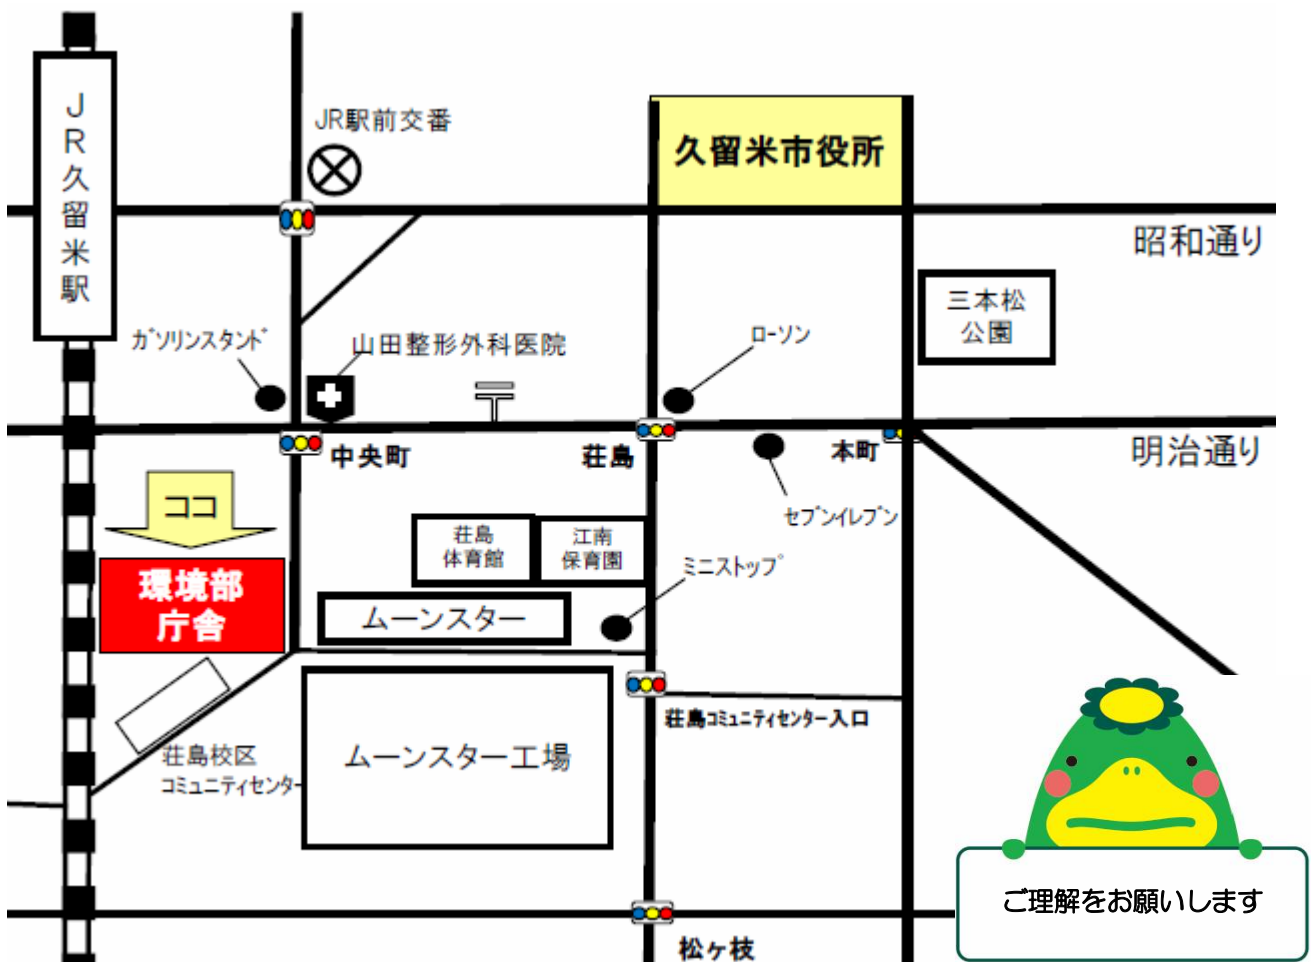 JR久留米駅
JR駅前交番
久留米市役所
昭和通り
三本松
公園
ガソリンスタンド
山田整形外科医院
ローソン
中央町
荘島
本町
明治通り
ココ
セブンイレブン
荘島
体育館
江南
保育園
ミニストップ
環境部
庁舎
ムーンスター
荘島コミュニティセンター入口
荘島校区
コミュニティセンター
ムーンスター工場
ご理解をお願いします
松ヶ枝